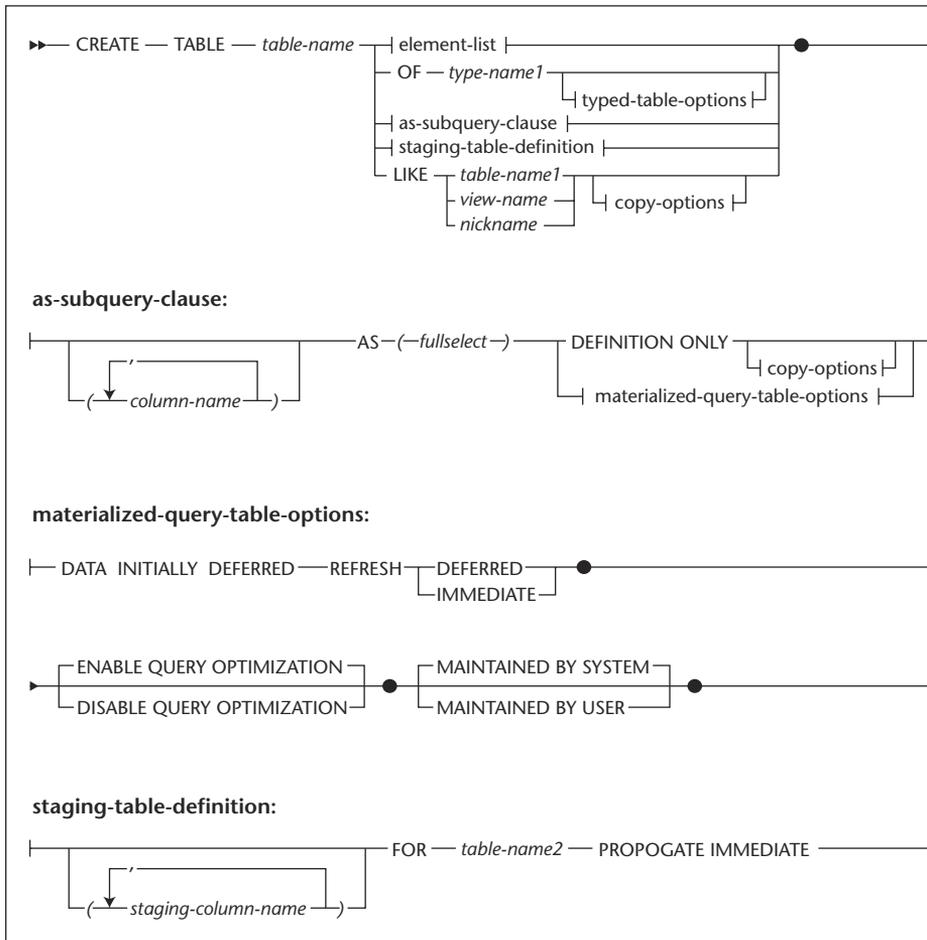 CREATE TABLE table-name element-list
OF type-name1
typed-table-options
as-subquery-clause
staging-table-definition
LIKE table-name1
view-name copy-options
nickname
as-subquery-clause:
AS ( fullselect ) DEFINITION ONLY
, copy-options
( column-name ) materialized-query-table-options
materialized-query-table-options:
DATA INITIALLY DEFERRED REFRESH DEFERRED
IMMEDIATE
ENABLE QUERY OPTIMIZATION MAINTAINED BY SYSTEM
DISABLE QUERY OPTIMIZATION MAINTAINED BY USER
staging-table-definition:
FOR table-name2 PROPOGATE IMMEDIATE
,
( staging-column-name )